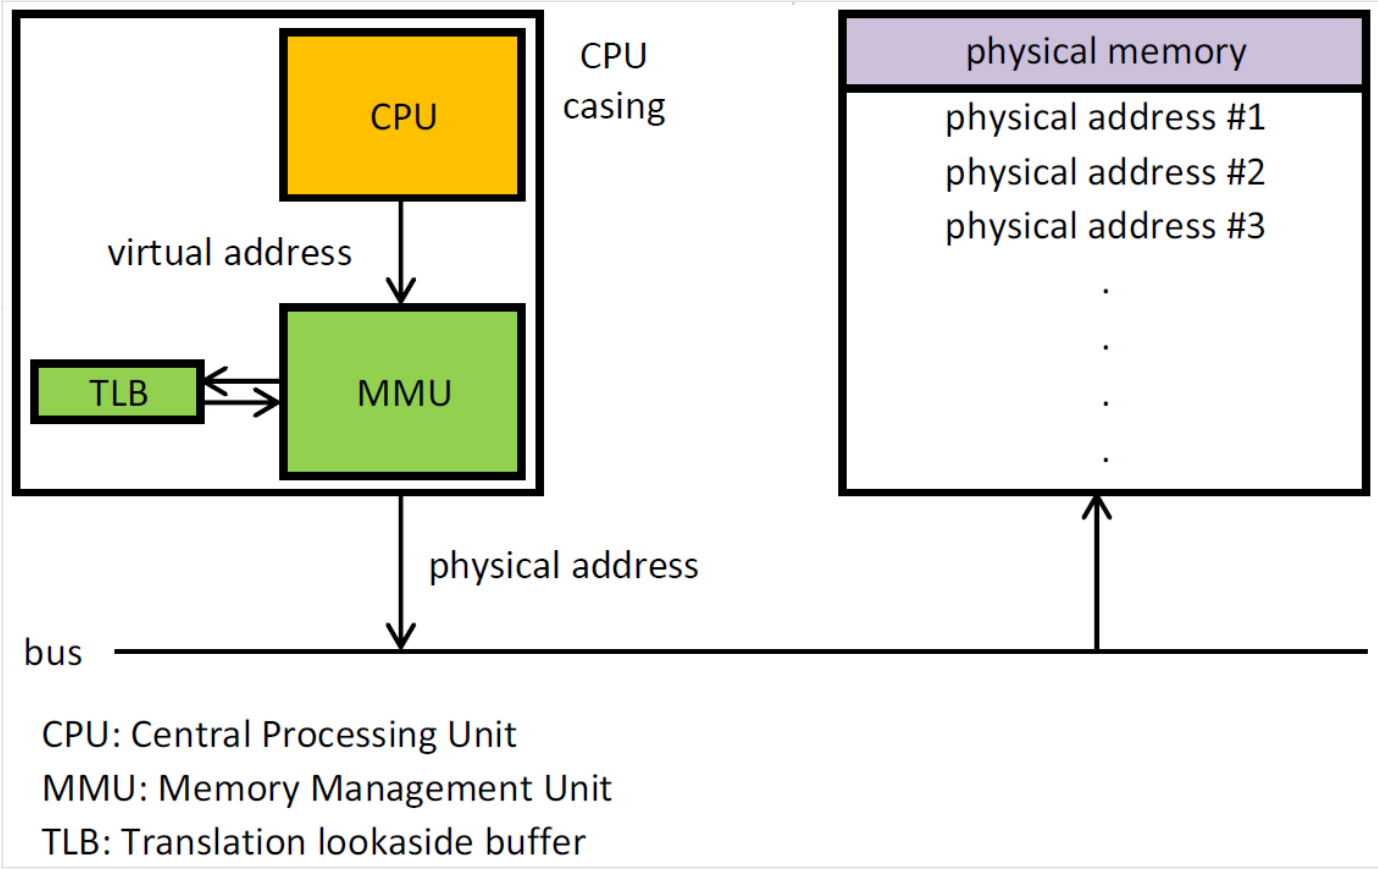 CPU
CPU
casing
virtual address
TLB
MMU
physical address
bus
physical memory
physical address #1
physical address #2
physical address #3
.
.
.
.
CPU: Central Processing Unit
MMU: Memory Management Unit
TLB: Translation lookaside buffer